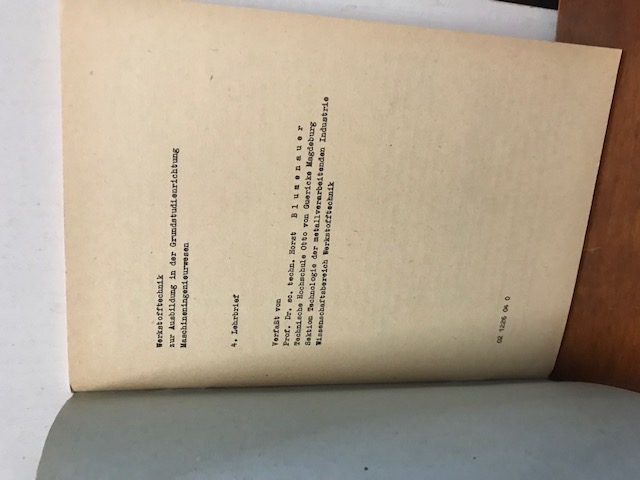 Werkstofftechnik
zur Ausbildung in der Grundstudienrichtung
Maschineningenieurwesen
4. Lehrbrief
Verfaßt von
Prof. Dr. sc. techn. Horst B l u m e n a u e r
Technische Hochschule Otto von Guericke Magdeburg
Sektion Technologie der metallverarbeitenden Industrie
Wissenschaftsbereich Werkstofftechnik
02 1226 04 0